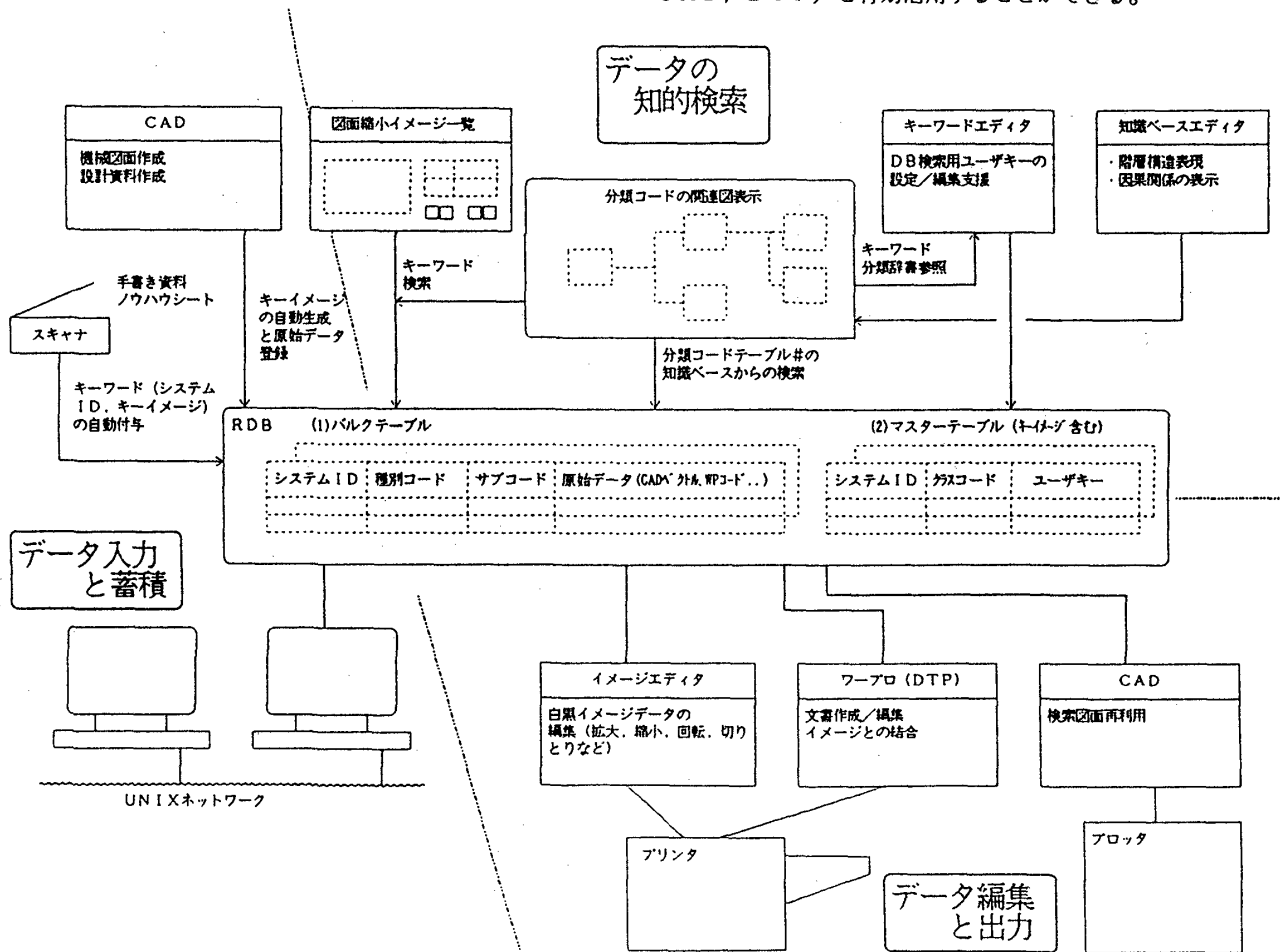 を有効活用することができる。
データの
知的検索
CAD
機械図面作成
設計資料作成
図面縮小イメージ一覧
キーワードエディタ
DB検索用ユーザキーの
設定/編集支援
知識ベースエディタ
・階層構造表現
・因果関係の表示
分類コードの関連図表示
キーワード
検索
キーワード
分類辞書参照
手書き資料
ノウハウシート
スキャナ
キーイメージ
の自動生成
と原始データ
登録
分類コードテーブル#の
知識ベースからの検索
キーワード(システム
ID, キーイメージ)
の自動付与
RDB
(1)バルクテーブル
(2)マスターテーブル(キーイメージ含む)
システムID 種別コード サブコード 原始データ(CADベクトル,WPコード..)
システムID クラスコード ユーザキー
データ入力
と蓄積
UNIXネットワーク
イメージエディタ
白黒イメージデータの
編集(拡大, 縮小, 回転, 切り
とりなど)
ワープロ(DTP)
文書作成/編集
イメージとの結合
CAD
検索図面再利用
プリンタ
プロッタ
データ編集
と出力